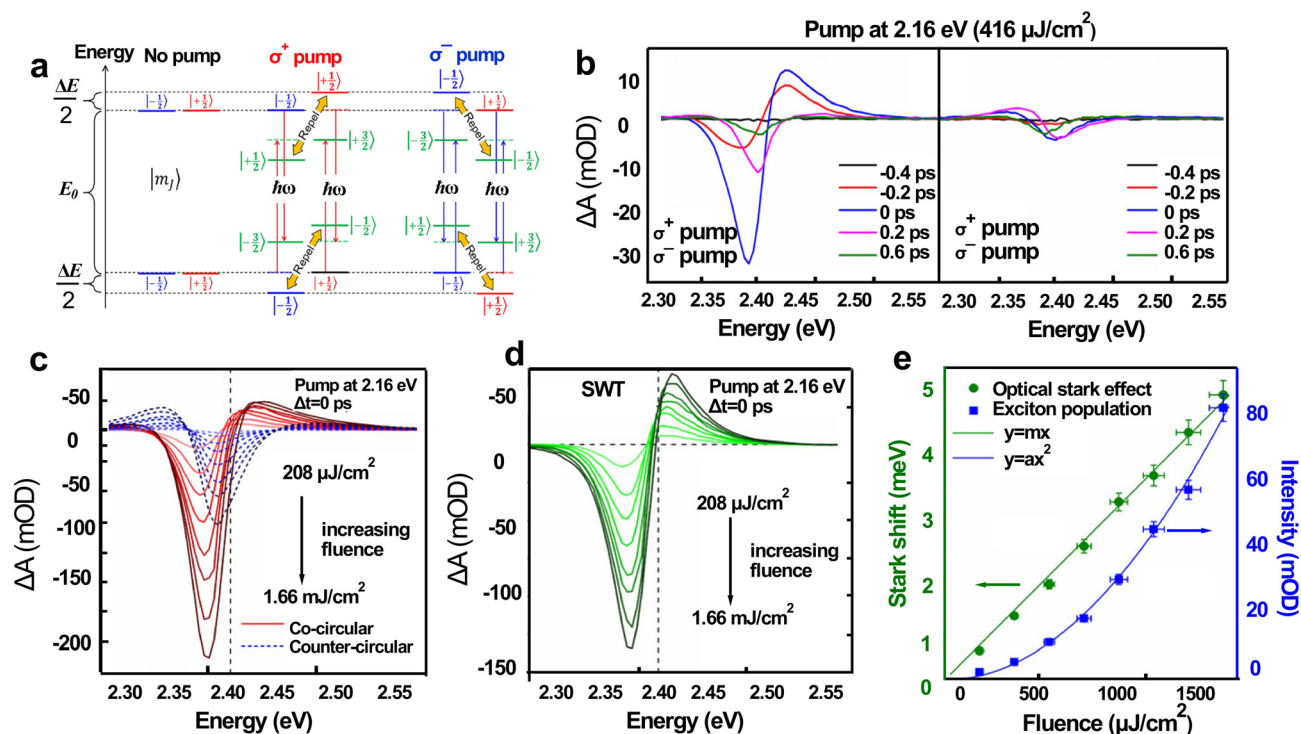 a
Energy
No pump
σ⁺ pump
σ⁻ pump
ΔE/2
E₀
ΔE/2
|-1/2⟩ |+1/2⟩
|-1/2⟩ |+1/2⟩
|m_J⟩
|-1/2⟩ |+1/2⟩
|+1/2⟩ |+3/2⟩
Repel
ħω
|-3/2⟩ |-1/2⟩
Repel
|-1/2⟩ |+1/2⟩
|-1/2⟩ |+1/2⟩
|-3/2⟩ |-1/2⟩
Repel
ħω
|+1/2⟩ |+3/2⟩
Repel
|-1/2⟩ |+1/2⟩
Pump at 2.16 eV (416 μJ/cm²)
b
ΔA (mOD)
10
0
-10
-20
-30
σ⁺ pump
σ⁻ pump
-0.4 ps
-0.2 ps
0 ps
0.2 ps
0.6 ps
σ⁺ pump
σ⁻ pump
-0.4 ps
-0.2 ps
0 ps
0.2 ps
0.6 ps
2.30 2.35 2.40 2.45 2.50 2.55 2.40 2.45 2.50 2.55
Energy (eV)
Energy (eV)
c
ΔA (mOD)
-50
0
-50
-100
-150
-200
Pump at 2.16 eV
Δt=0 ps
208 μJ/cm²
increasing
fluence
1.66 mJ/cm²
Co-circular
Counter-circular
2.30 2.35 2.40 2.45 2.50 2.55
Energy (eV)
d
ΔA (mOD)
-50
0
-50
-100
-150
SWT
Pump at 2.16 eV
Δt=0 ps
208 μJ/cm²
increasing
fluence
1.66 mJ/cm²
2.30 2.35 2.40 2.45 2.50 2.55
Energy (eV)
e
Stark shift (meV)
5
4
3
2
1
0
Optical stark effect
Exciton population
y=mx
y=ax²
80
60
40
20
0
Intensity (mOD)
0 500 1000 1500
Fluence (μJ/cm²)